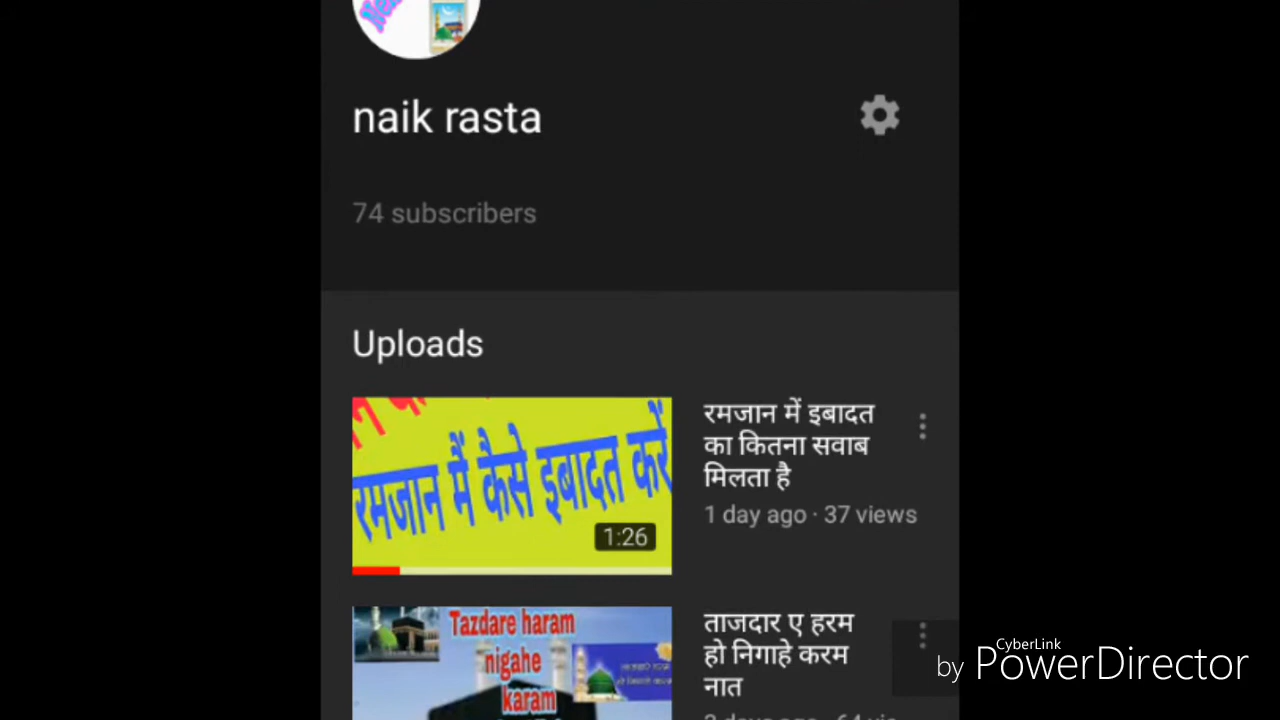 naik rasta
74 subscribers
Uploads
रमजान में कैसे इबादत करें
1:26
रमजान में इबादत
का कितना सवाब
मिलता है
1 day ago · 37 views
Tazdare haram
nigahe
karam
ताजदार ए हरम
हो निगाहे करम
नात
by CyberLink PowerDirector